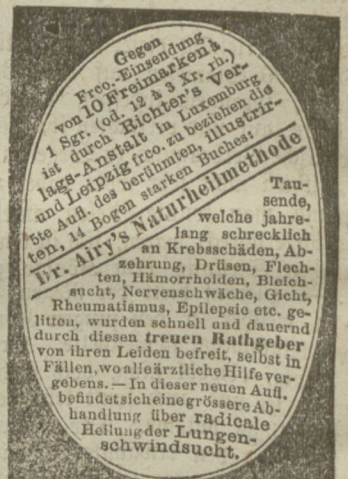 Gegen
Frco.-Einsendung
von 10 Freimarken à
1 Sgr. (od. 12 à 3 Xr. rh.)
ist durch Richter's Ver-
lags-Anstalt in Luxemburg
und Leipzig frco. zu beziehen die
5te Aufl. des berühmten, illustrir-
ten, 14 Bogen starken Buches:
Dr. Airy's Naturheilmethode
Tau-
sende,
welche jahre-
lang schrecklich
an Krebsschäden, Ab-
zehrung, Drüsen, Flech-
ten, Hämorrhoiden, Bleich-
sucht, Nervenschwäche, Gicht,
Rheumatismus, Epilepsie etc. ge-
litten, wurden schnell und dauernd
durch diesen treuen Rathgeber
von ihren Leiden befreit, selbst in
Fällen, wo alle ärztliche Hilfe ver-
gebens. — In dieser neuen Aufl.
befindet sich eine grössere Ab-
handlung über radicale
Heilung der Lungen-
schwindsucht.